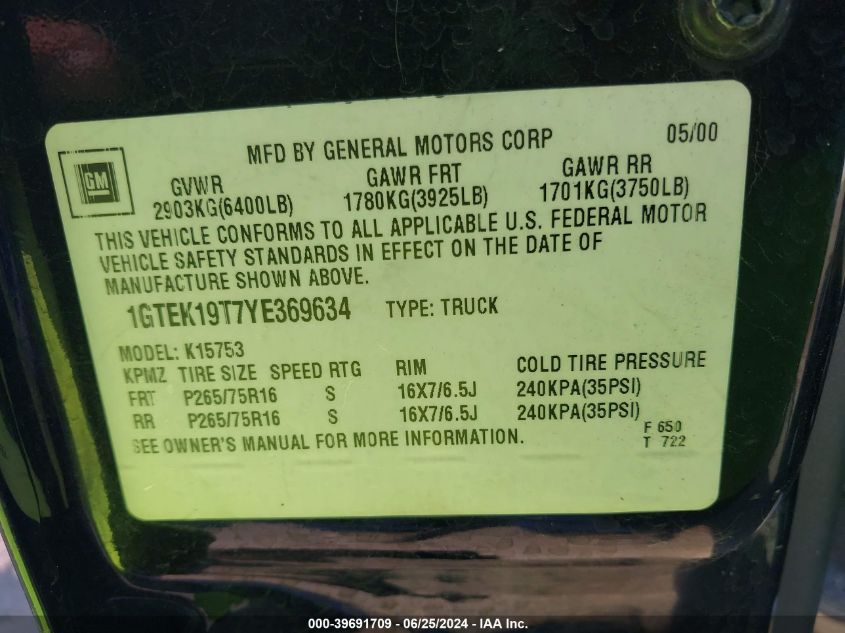 MFD BY GENERAL MOTORS CORP 05/00
GM
GVWR GAWR FRT GAWR RR
2903KG(6400LB) 1780KG(3925LB) 1701KG(3750LB)
THIS VEHICLE CONFORMS TO ALL APPLICABLE U.S. FEDERAL MOTOR
VEHICLE SAFETY STANDARDS IN EFFECT ON THE DATE OF
MANUFACTURE SHOWN ABOVE.
1GTEK19T7YE369634 TYPE: TRUCK
MODEL: K15753
KPMZ TIRE SIZE SPEED RTG RIM COLD TIRE PRESSURE
FRT P265/75R16 S 16X7/6.5J 240KPA(35PSI)
RR P265/75R16 S 16X7/6.5J 240KPA(35PSI)
SEE OWNER'S MANUAL FOR MORE INFORMATION.
F 650
T 722
000-39691709 - 06/25/2024 - IAA Inc.